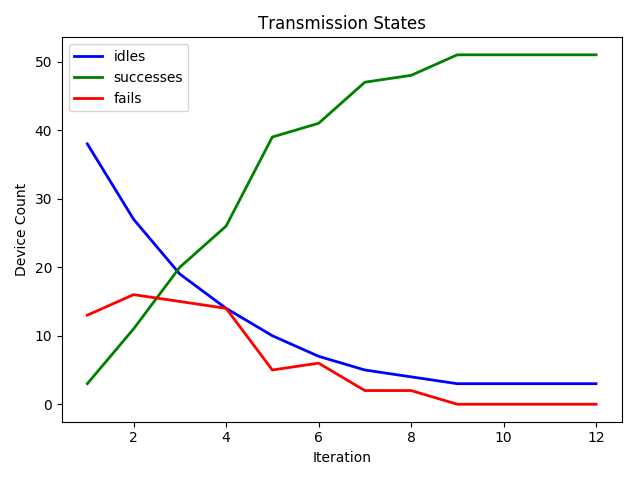 Transmission States
idles
successes
fails
Device Count
50
40
30
20
10
0
2 4 6 8 10 12
Iteration